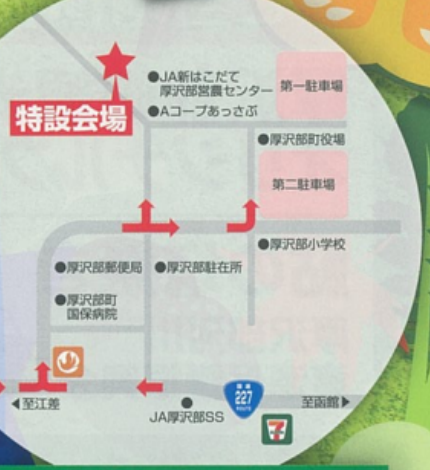 ●JA新はこだて
厚沢部営農センター
●Aコープあっさぶ
第一駐車場
特設会場
●厚沢部町役場
第二駐車場
●厚沢部小学校
●厚沢部郵便局
●厚沢部駐在所
●厚沢部町
国保病院
◀至江差
JA厚沢部SS
国道
227
ROUTE
7
至函館▶